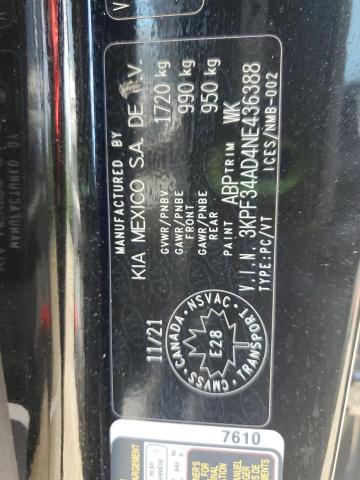 MANUFACTURED BY
KIA MEXICO S.A. DE C.V.
GVWR/PNBV 1720 kg
GAWR/PNBE FRONT 990 kg
GAWR/PNBE REAR 950 kg
PAINT ABP TRIM WK
V.I.N. 3KPF34AD4NE436388
TYPE:PC/VT ICES/NMB-002
11/21
CANADA NSVAC TRANSPORT CMVSS
E28
7610